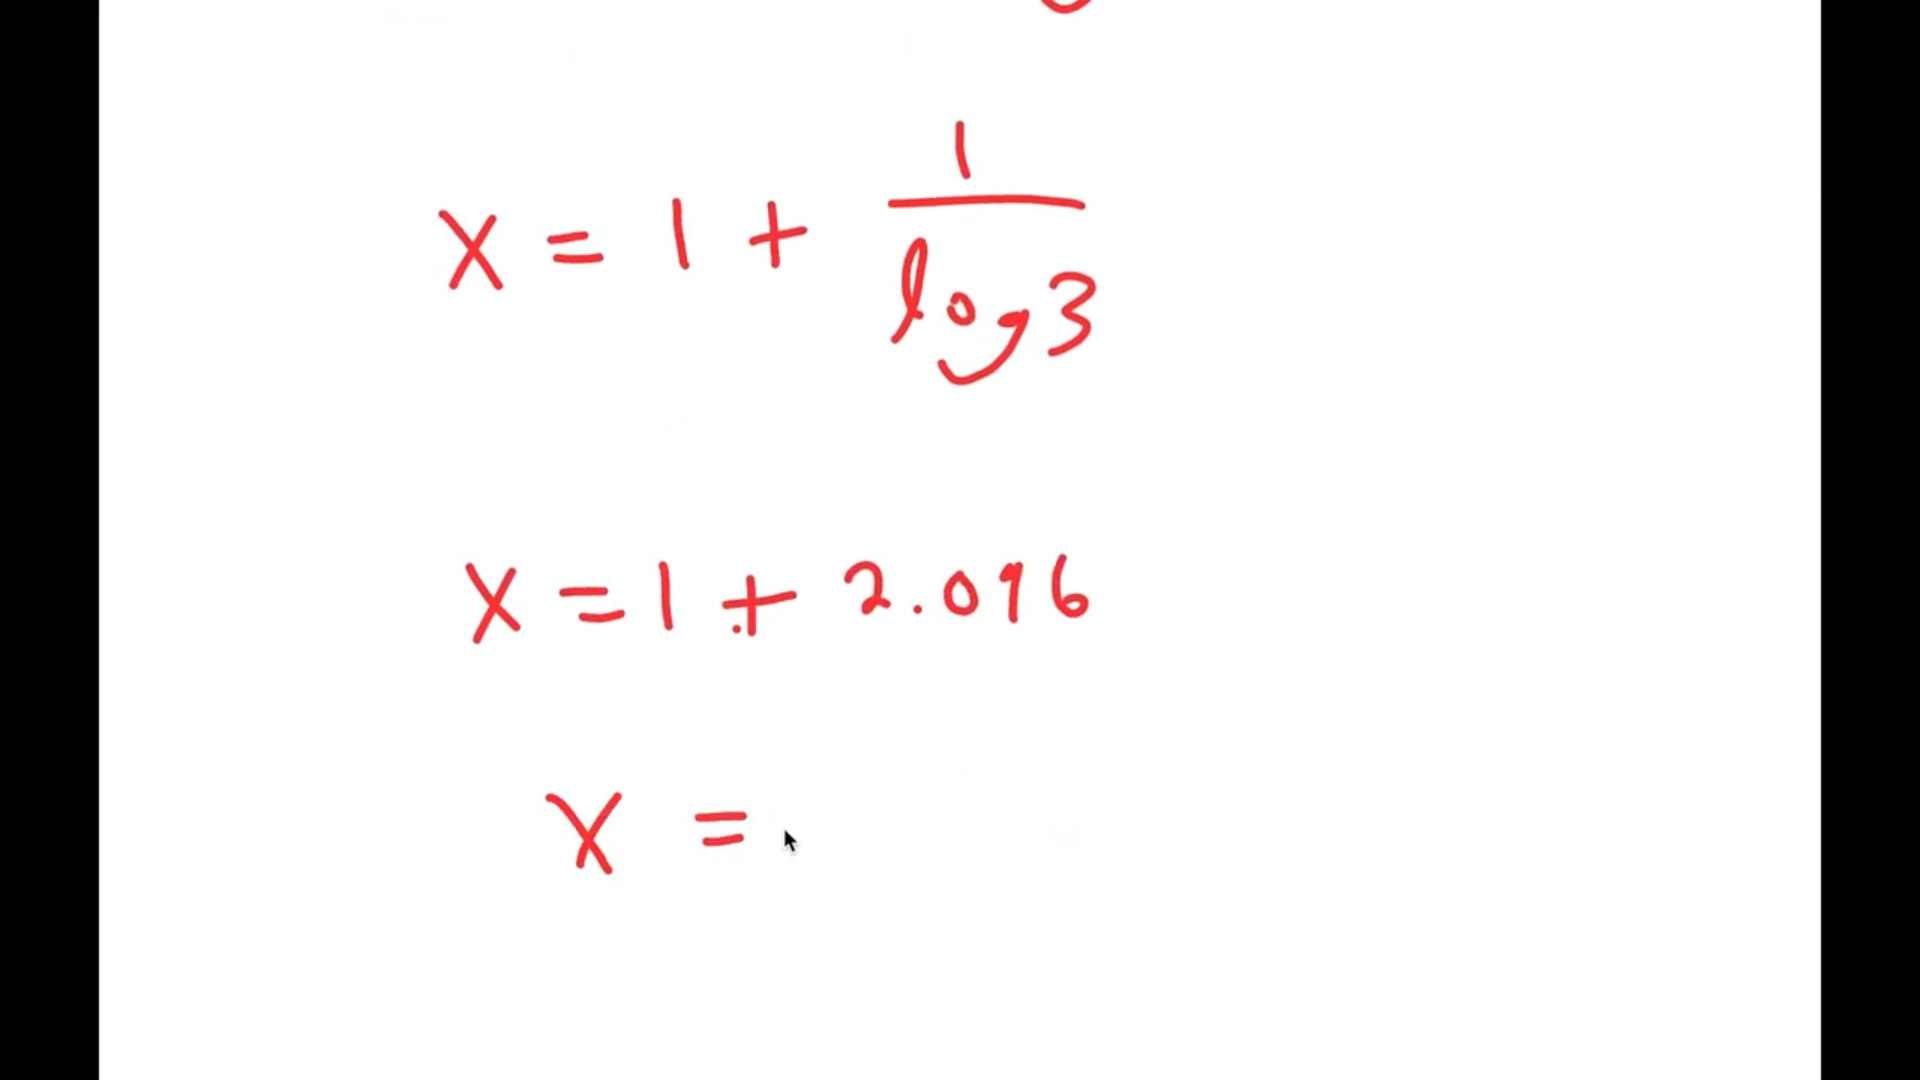 x = 1 + 1/log3
x = 1 + 2.096
x =